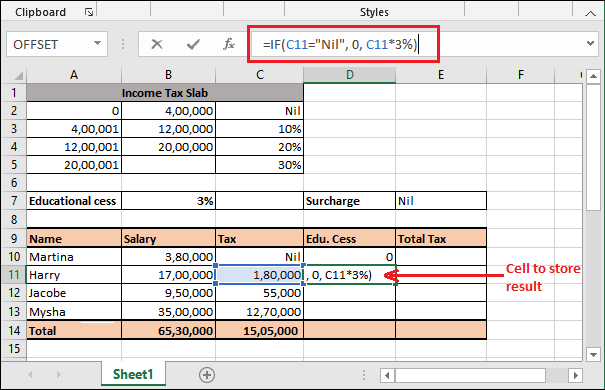 Clipboard Styles
OFFSET fx =IF(C11="Nil", 0, C11*3%)
A B C D E F
1 Income Tax Slab
2 0 4,00,000 Nil
3 4,00,001 12,00,000 10%
4 12,00,001 20,00,000 20%
5 20,00,001 30%
6
7 Educational cess 3% Surcharge Nil
8
9 Name Salary Tax Edu. Cess Total Tax
10 Martina 3,80,000 Nil 0
11 Harry 17,00,000 1,80,000 , 0, C11*3%) Cell to store
result
12 Jacobe 9,50,000 55,000
13 Mysha 35,00,000 12,70,000
14 Total 65,30,000 15,05,000
15
Sheet1